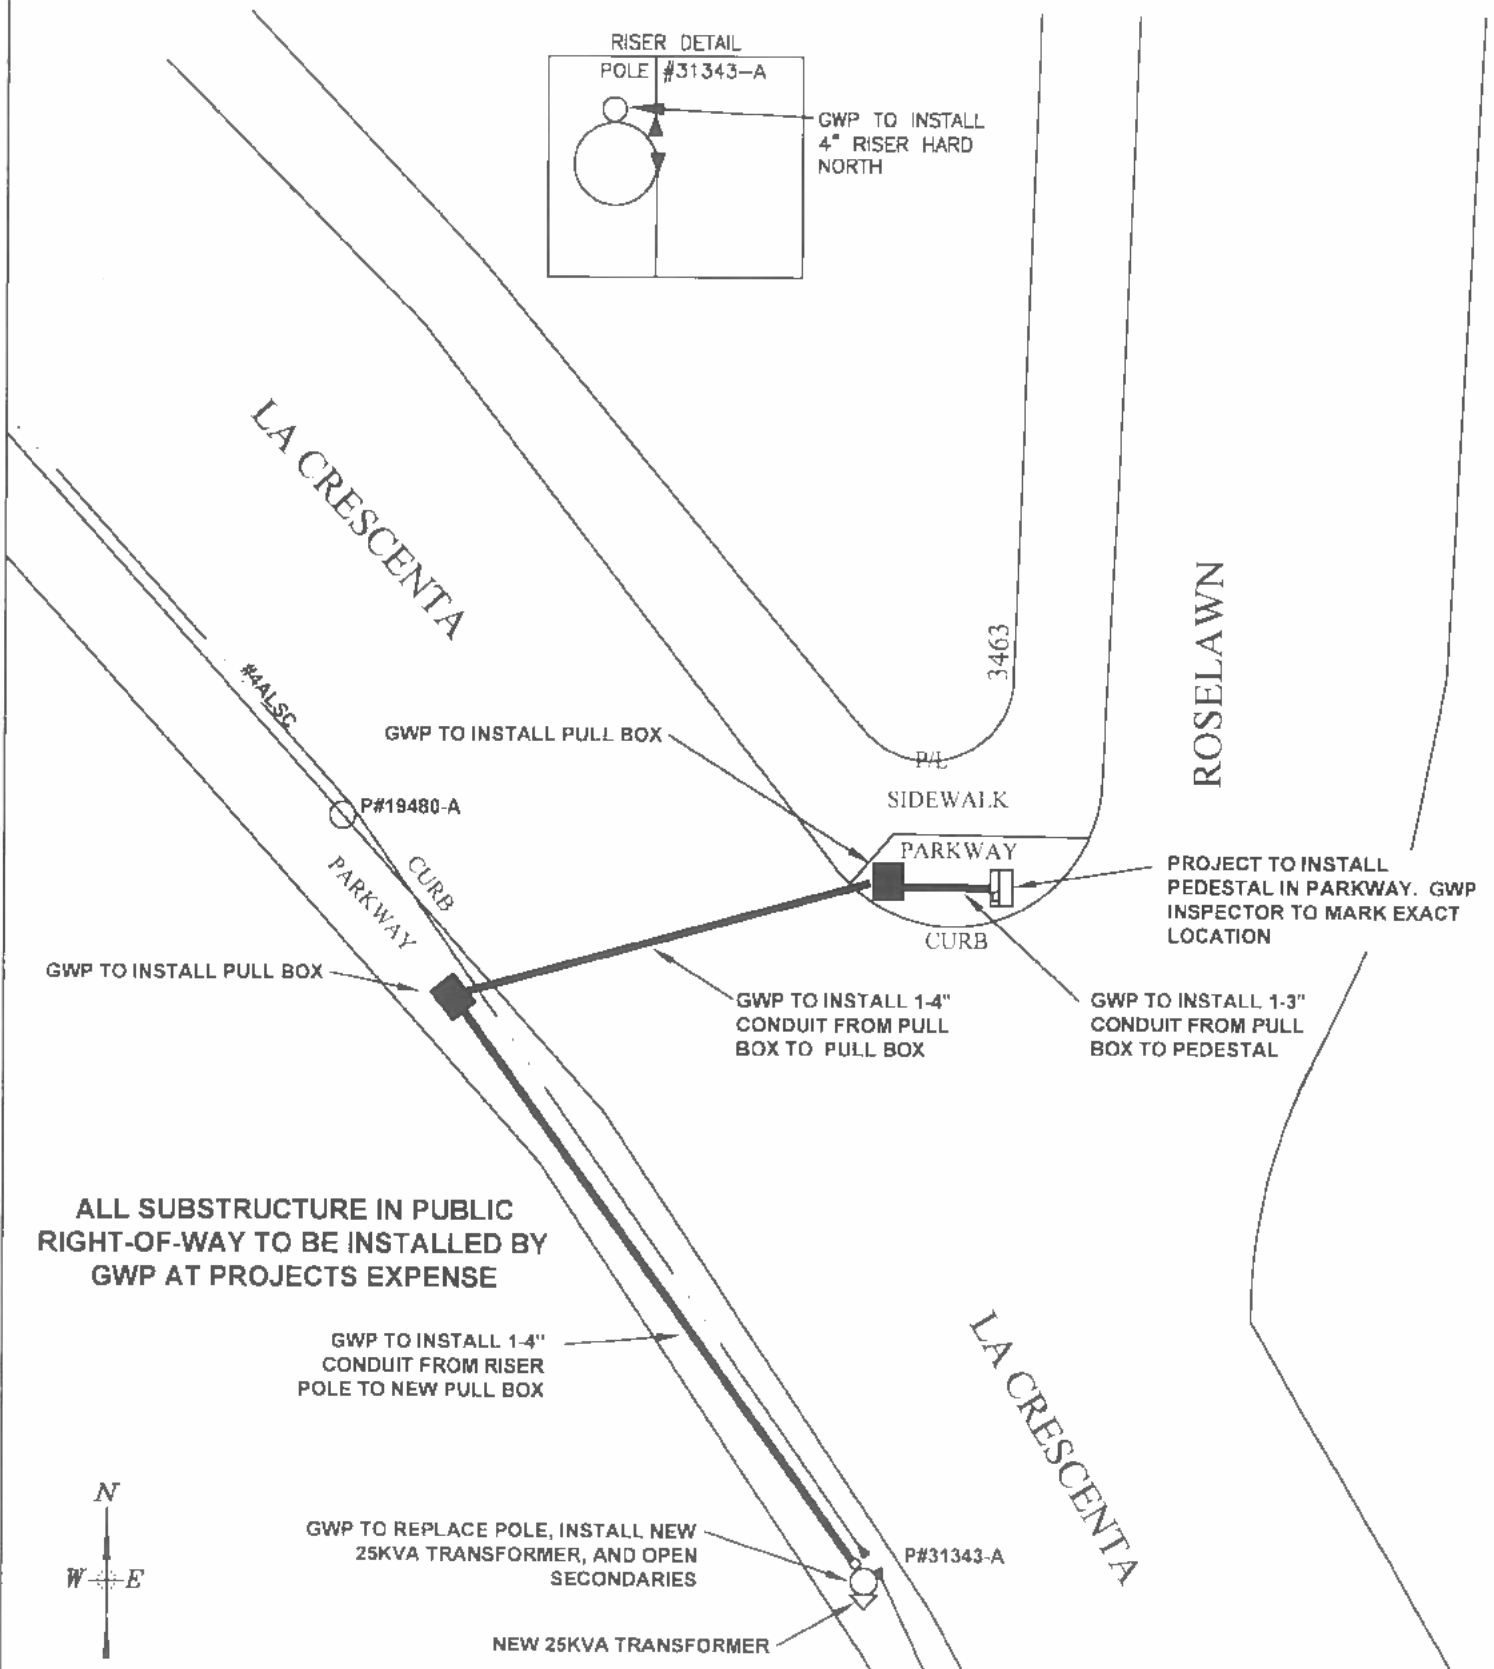 RISER DETAIL
POLE #31343-A
GWP TO INSTALL
4" RISER HARD
NORTH
LA CRESCENTA
ROSELAWN
3463
#4ALSC
GWP TO INSTALL PULL BOX
P/L
SIDEWALK
P#19480-A
PARKWAY
CURB
PARKWAY
CURB
PROJECT TO INSTALL
PEDESTAL IN PARKWAY. GWP
INSPECTOR TO MARK EXACT
LOCATION
GWP TO INSTALL PULL BOX
GWP TO INSTALL 1-4"
CONDUIT FROM PULL
BOX TO PULL BOX
GWP TO INSTALL 1-3"
CONDUIT FROM PULL
BOX TO PEDESTAL
ALL SUBSTRUCTURE IN PUBLIC
RIGHT-OF-WAY TO BE INSTALLED BY
GWP AT PROJECTS EXPENSE
GWP TO INSTALL 1-4"
CONDUIT FROM RISER
POLE TO NEW PULL BOX
LA CRESCENTA
N
W E
GWP TO REPLACE POLE, INSTALL NEW
25KVA TRANSFORMER, AND OPEN
SECONDARIES
P#31343-A
NEW 25KVA TRANSFORMER